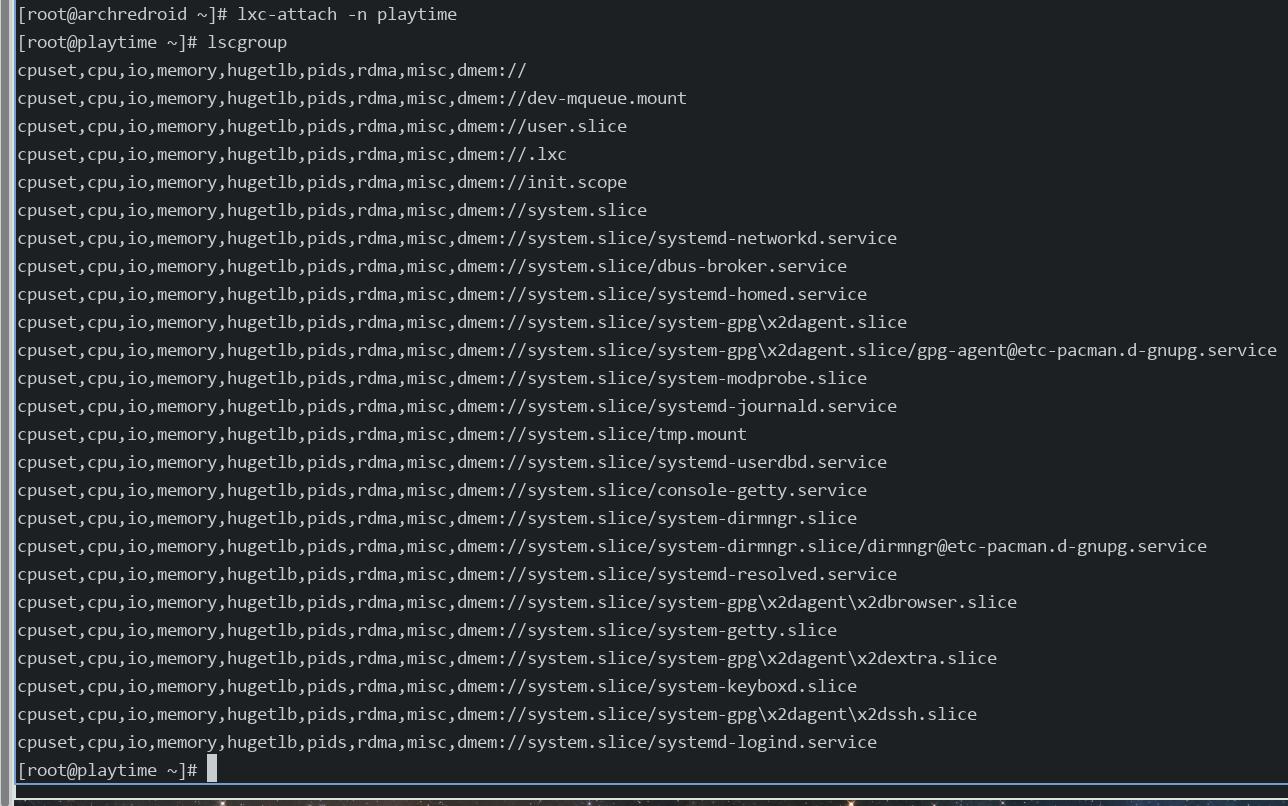 [root@archredroid ~]# lxc-attach -n playtime
[root@playtime ~]# lscgroup
cpuset,cpu,io,memory,hugetlb,pids,rdma,misc,dmem://
cpuset,cpu,io,memory,hugetlb,pids,rdma,misc,dmem://dev-mqueue.mount
cpuset,cpu,io,memory,hugetlb,pids,rdma,misc,dmem://user.slice
cpuset,cpu,io,memory,hugetlb,pids,rdma,misc,dmem://.lxc
cpuset,cpu,io,memory,hugetlb,pids,rdma,misc,dmem://init.scope
cpuset,cpu,io,memory,hugetlb,pids,rdma,misc,dmem://system.slice
cpuset,cpu,io,memory,hugetlb,pids,rdma,misc,dmem://system.slice/systemd-networkd.service
cpuset,cpu,io,memory,hugetlb,pids,rdma,misc,dmem://system.slice/dbus-broker.service
cpuset,cpu,io,memory,hugetlb,pids,rdma,misc,dmem://system.slice/systemd-homed.service
cpuset,cpu,io,memory,hugetlb,pids,rdma,misc,dmem://system.slice/system-gpg\x2dagent.slice
cpuset,cpu,io,memory,hugetlb,pids,rdma,misc,dmem://system.slice/system-gpg\x2dagent.slice/gpg-agent@etc-pacman.d-gnupg.service
cpuset,cpu,io,memory,hugetlb,pids,rdma,misc,dmem://system.slice/system-modprobe.slice
cpuset,cpu,io,memory,hugetlb,pids,rdma,misc,dmem://system.slice/systemd-journald.service
cpuset,cpu,io,memory,hugetlb,pids,rdma,misc,dmem://system.slice/tmp.mount
cpuset,cpu,io,memory,hugetlb,pids,rdma,misc,dmem://system.slice/systemd-userdbd.service
cpuset,cpu,io,memory,hugetlb,pids,rdma,misc,dmem://system.slice/console-getty.service
cpuset,cpu,io,memory,hugetlb,pids,rdma,misc,dmem://system.slice/system-dirmngr.slice
cpuset,cpu,io,memory,hugetlb,pids,rdma,misc,dmem://system.slice/system-dirmngr.slice/dirmngr@etc-pacman.d-gnupg.service
cpuset,cpu,io,memory,hugetlb,pids,rdma,misc,dmem://system.slice/systemd-resolved.service
cpuset,cpu,io,memory,hugetlb,pids,rdma,misc,dmem://system.slice/system-gpg\x2dagent\x2dbrowser.slice
cpuset,cpu,io,memory,hugetlb,pids,rdma,misc,dmem://system.slice/system-getty.slice
cpuset,cpu,io,memory,hugetlb,pids,rdma,misc,dmem://system.slice/system-gpg\x2dagent\x2dextra.slice
cpuset,cpu,io,memory,hugetlb,pids,rdma,misc,dmem://system.slice/system-keyboxd.slice
cpuset,cpu,io,memory,hugetlb,pids,rdma,misc,dmem://system.slice/system-gpg\x2dagent\x2dssh.slice
cpuset,cpu,io,memory,hugetlb,pids,rdma,misc,dmem://system.slice/systemd-logind.service
[root@playtime ~]#